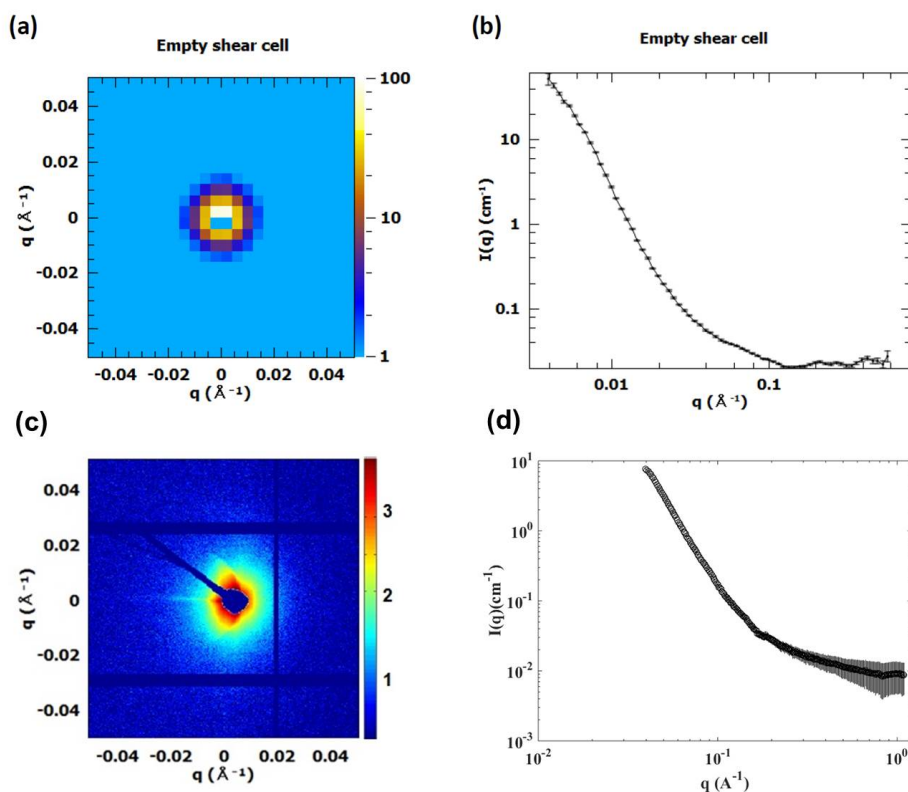 (a)
Empty shear cell
100
10
1
0.04
0.02
0
-0.02
-0.04
q (Å⁻¹)
-0.04 -0.02 0 0.02 0.04
q (Å⁻¹)
(b)
Empty shear cell
10
1
0.1
I(q) (cm⁻¹)
0.01 0.1
q (Å⁻¹)
(c)
0.04
0.02
0
-0.02
-0.04
q (Å⁻¹)
3
2
1
-0.04 -0.02 0 0.02 0.04
q (Å⁻¹)
(d)
10¹
10⁰
10⁻¹
10⁻²
10⁻³
I(q)(cm⁻¹)
10⁻² 10⁻¹ 10⁰
q (A⁻¹)